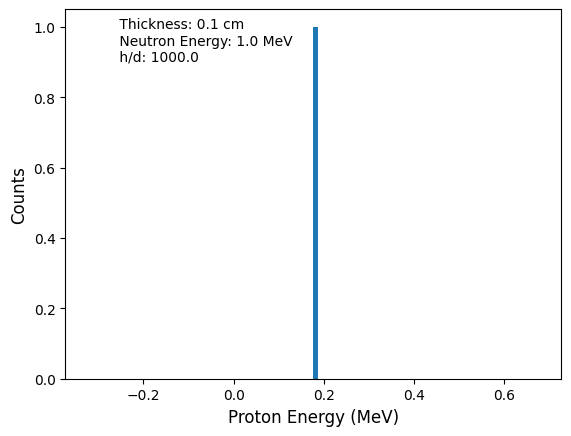 Thickness: 0.1 cm
Neutron Energy: 1.0 MeV
h/d: 1000.0
1.0
0.8
0.6
0.4
0.2
0.0
Counts
−0.2 0.0 0.2 0.4 0.6
Proton Energy (MeV)